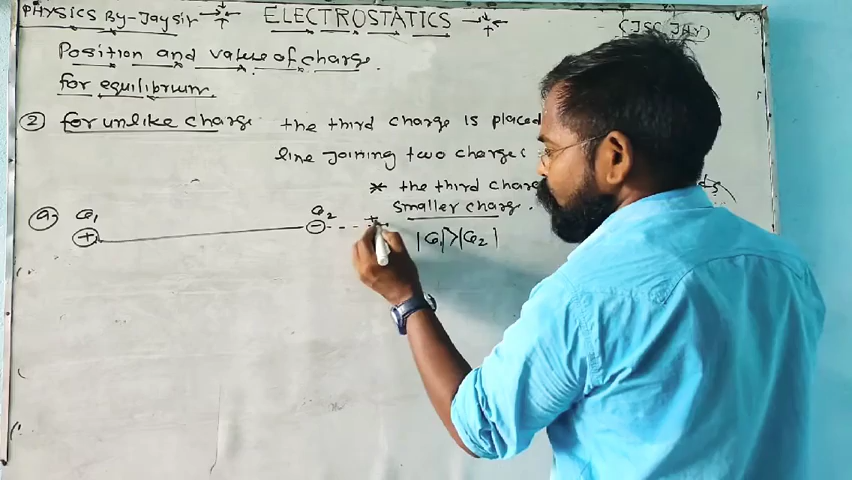 PHYSICS By-Jaysir ELECTROSTATICS (JSC JAY)
Position and value of charge
for equilibrium.
② for unlike charge the third charge is placed
line joining two charges
* the third charg
smaller charge.
a Q1 Q2
+ −
|Q1|>|Q2|